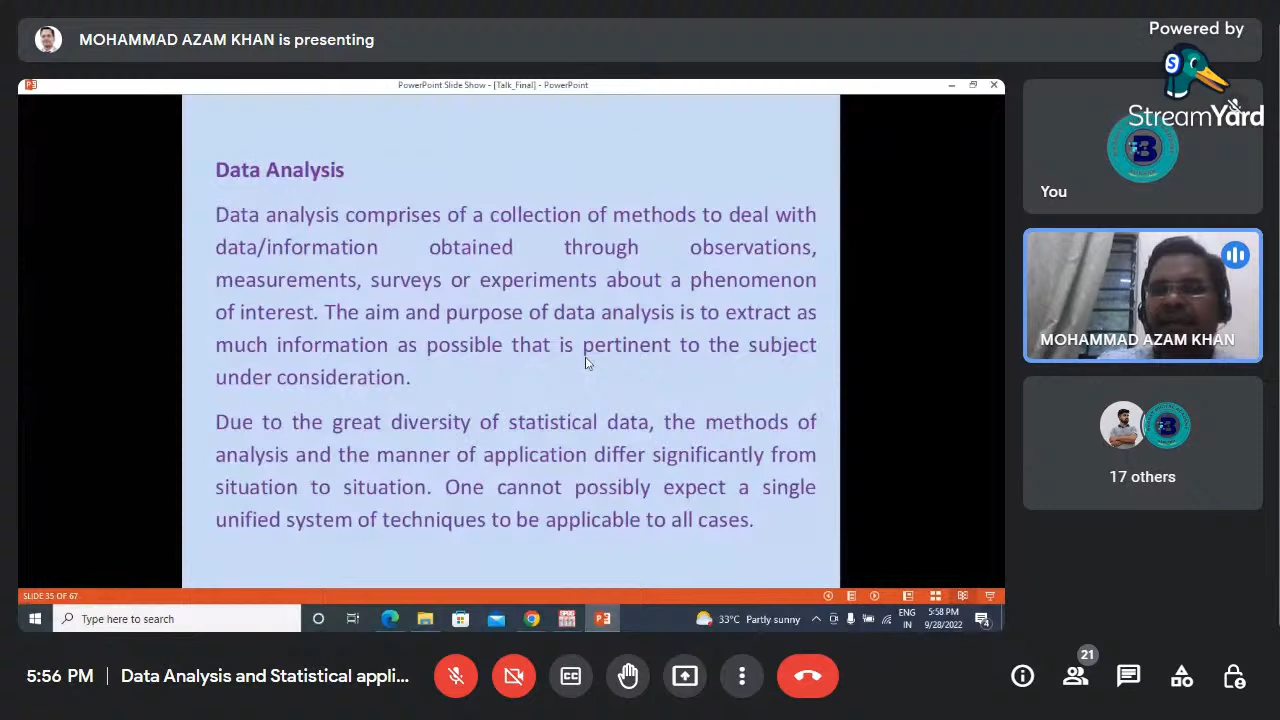 MOHAMMAD AZAM KHAN is presenting
Powered by
StreamYard
PowerPoint Slide Show - [Talk_Final] - PowerPoint
Data Analysis
Data analysis comprises of a collection of methods to deal with
data/information obtained through observations,
measurements, surveys or experiments about a phenomenon
of interest. The aim and purpose of data analysis is to extract as
much information as possible that is pertinent to the subject
under consideration.
Due to the great diversity of statistical data, the methods of
analysis and the manner of application differ significantly from
situation to situation. One cannot possibly expect a single
unified system of techniques to be applicable to all cases.
SLIDE 35 OF 67
Type here to search
SPSS
33°C Partly sunny
ENG
IN
5:58 PM
9/28/2022
4
You
MOHAMMAD AZAM KHAN
17 others
5:56 PM
Data Analysis and Statistical appli...
21